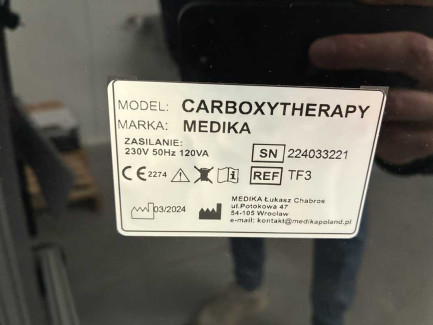 MODEL: CARBOXYTHERAPY
MARKA: MEDIKA
ZASILANIE:
230V 50Hz 120VA
SN 224033221
CE 2274
REF TF3
03/2024
MEDIKA Łukasz Chabros
ul.Potokowa 47
54-105 Wrocław
e-mail: kontakt@medikapoland.pl